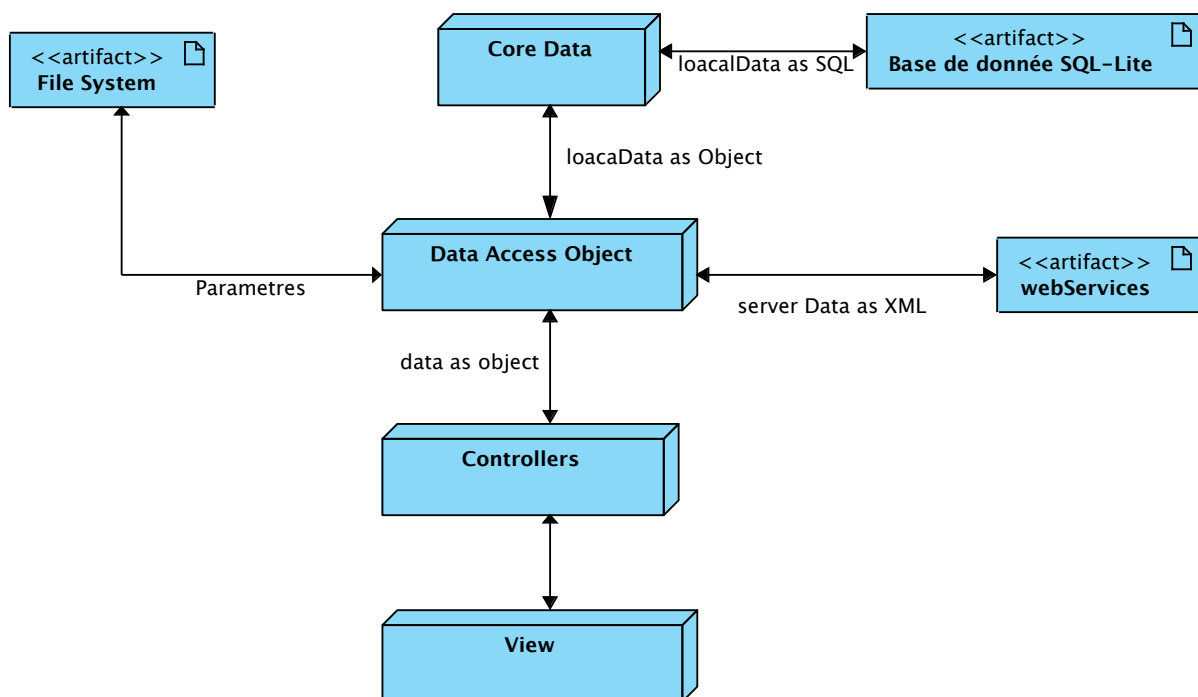 Core Data
<<artifact>>
Base de donnée SQL-Lite
<<artifact>>
File System
loacalData as SQL
loacaData as Object
Data Access Object
<<artifact>>
webServices
Parametres
server Data as XML
data as object
Controllers
View